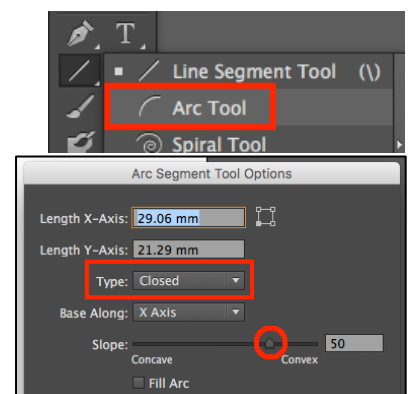 T
Line Segment Tool (\)
Arc Tool
Spiral Tool
Arc Segment Tool Options
Length X-Axis: 29.06 mm
Length Y-Axis: 21.29 mm
Type: Closed
Base Along: X Axis
Slope: 50
Concave Convex
Fill Arc